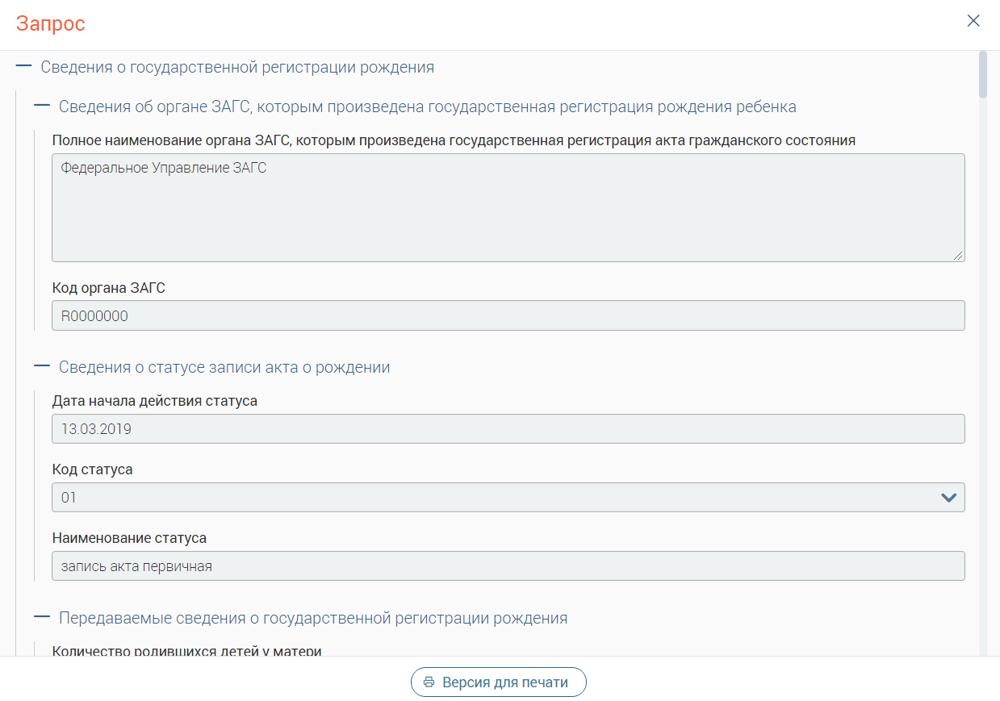 Запрос
Сведения о государственной регистрации рождения
Сведения об органе ЗАГС, которым произведена государственная регистрация рождения ребенка
Полное наименование органа ЗАГС, которым произведена государственная регистрация акта гражданского состояния
Федеральное Управление ЗАГС
Код органа ЗАГС
R0000000
Сведения о статусе записи акта о рождении
Дата начала действия статуса
13.03.2019
Код статуса
01
Наименование статуса
запись акта первичная
Передаваемые сведения о государственной регистрации рождения
Количество родившихся детей у матери
Версия для печати